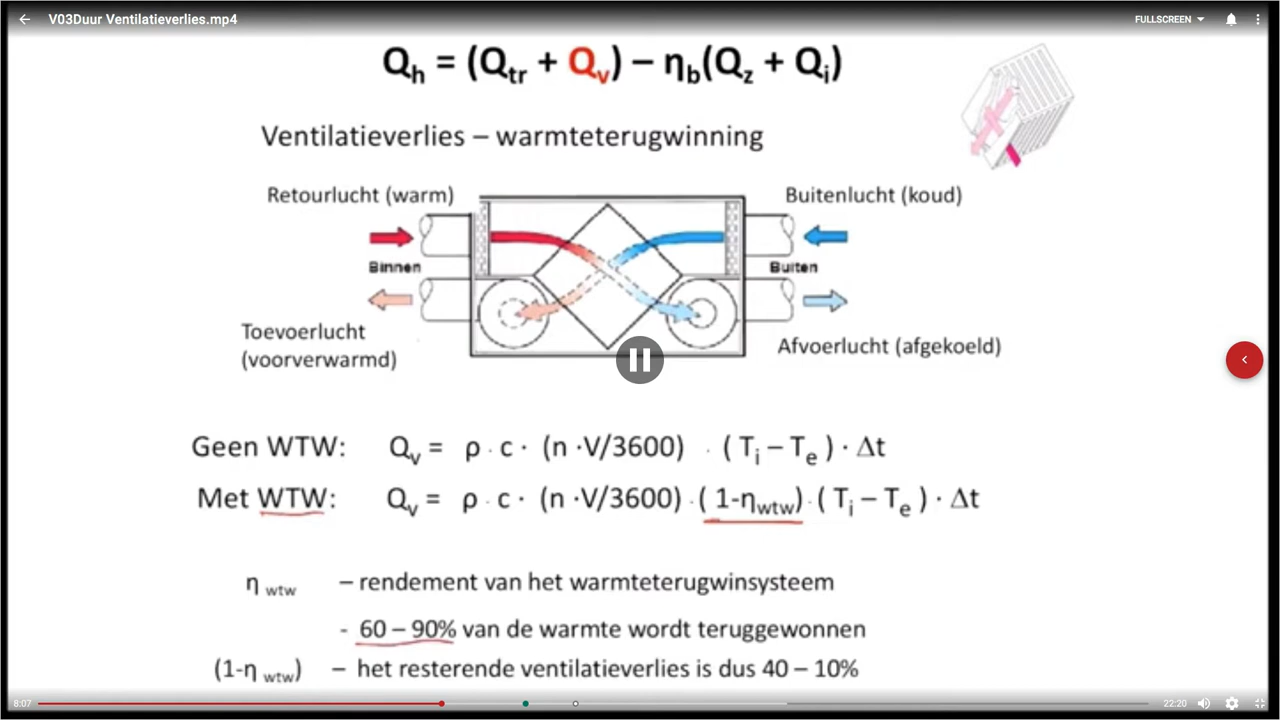 V03Duur Ventilatieverlies.mp4
FULLSCREEN
Qh = (Qtr + Qv) – ηb(Qz + Qi)
Ventilatieverlies – warmteterugwinning
Retourlucht (warm)
Buitenlucht (koud)
Binnen
Buiten
Toevoerlucht
(voorverwarmd)
Afvoerlucht (afgekoeld)
Geen WTW: Qv = ρ · c · (n ·V/3600) · ( Ti – Te ) · Δt
Met WTW: Qv = ρ · c · (n ·V/3600) · ( 1-ηwtw) · ( Ti – Te ) · Δt
η wtw – rendement van het warmteterugwinsysteem
- 60 – 90% van de warmte wordt teruggewonnen
(1-η wtw) – het resterende ventilatieverlies is dus 40 – 10%
8:07
22:20